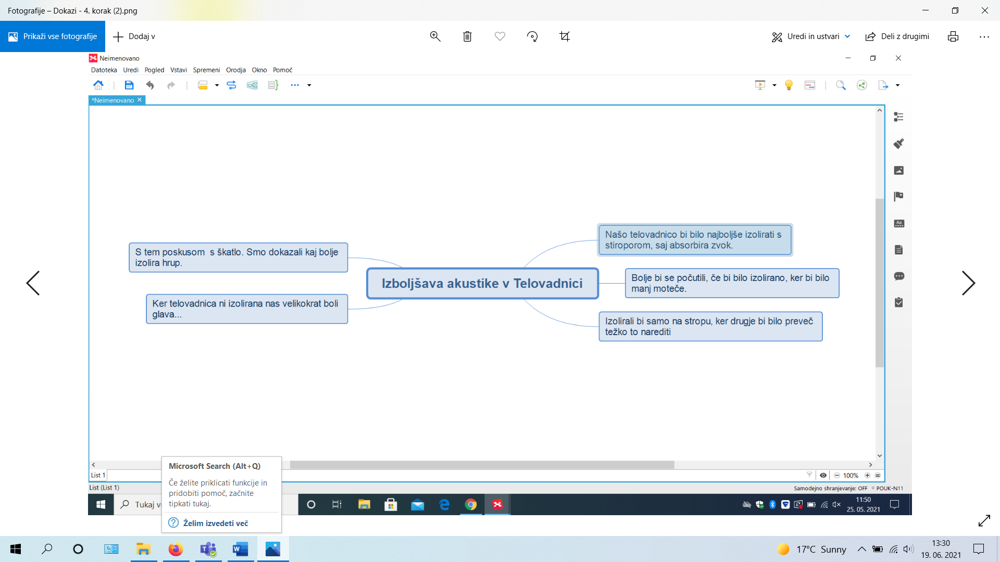 Fotografije – Dokazi - 4. korak (2).png
Prikaži vse fotografije
Dodaj v
Uredi in ustvari
Deli z drugimi
Neimenovano
Datoteka Uredi Pogled Vstavi Spremeni Orodja Okno Pomoč
*Neimenovano
S tem poskusom  s škatlo. Smo dokazali kaj bolje
izolira hrup.
Ker telovadnica ni izolirana nas velikokrat boli
glava...
Izboljšava akustike v Telovadnici
Našo telovadnico bi bilo najboljše izolirati s
stiroporom, saj absorbira zvok.
Bolje bi se počutili, če bi bilo izolirano, ker bi bilo
manj moteče.
Izolirali bi samo na stropu, ker drugje bi bilo preveč
težko to narediti
Aa
List 1
100%
List (List 1)
Samodejno shranjevanje: OFF
POUK-N11
Microsoft Search (Alt+Q)
Če želite priklicati funkcije in
pridobiti pomoč, začnite
tipkati tukaj.
Želim izvedeti več
Tukaj
11:50
25. 05. 2021
17°C Sunny
13:30
19. 06. 2021